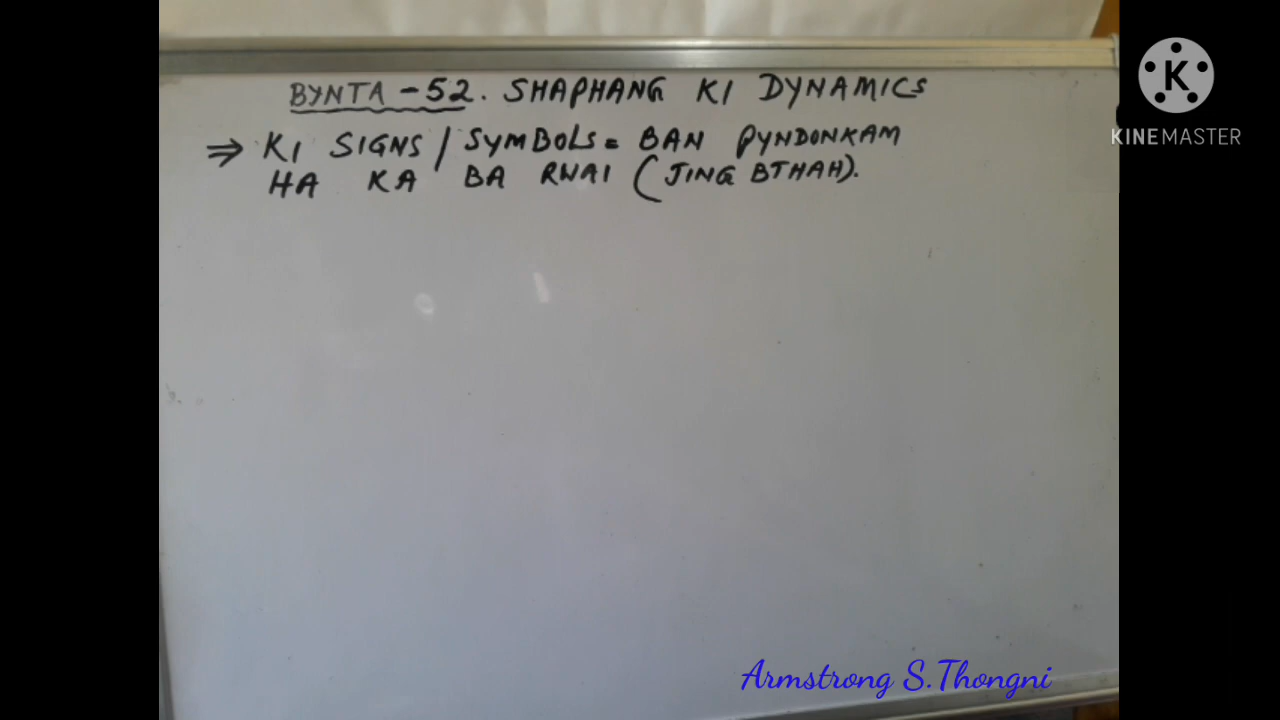 BYNTA - 52. SHAPHANG KI DYNAMICS
⇒ KI SIGNS / SYMBOLS = BAN PYNDONKAM
HA KA BA RWAI (JING BTHAH).
KINEMASTER
Armstrong S.Thongni